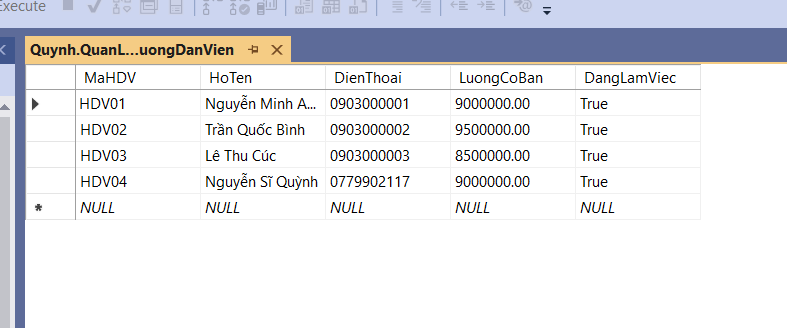 Execute
Quynh.QuanL...uongDanVien
MaHDV HoTen DienThoai LuongCoBan DangLamViec
HDV01 Nguyễn Minh A... 0903000001 9000000.00 True
HDV02 Trần Quốc Bình 0903000002 9500000.00 True
HDV03 Lê Thu Cúc 0903000003 8500000.00 True
HDV04 Nguyễn Sĩ Quỳnh 0779902117 9000000.00 True
NULL NULL NULL NULL NULL